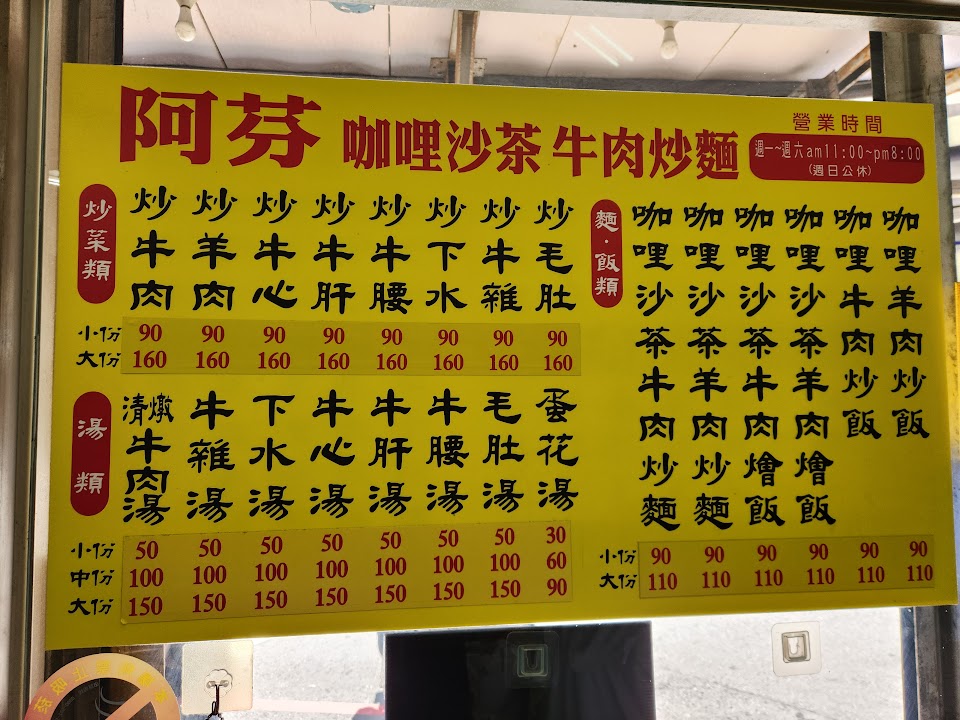 阿芬 咖哩沙茶牛肉炒麵
營業時間
週一~週六am11:00~pm8:00
(週日公休)
炒菜類
炒牛肉 炒羊肉 炒牛心 炒牛肝 炒牛腰 炒下水 炒牛雜 炒毛肚
小份 90 90 90 90 90 90 90 90
大份 160 160 160 160 160 160 160 160
湯類
清燉牛肉湯 牛雜湯 下水湯 牛心湯 牛肝湯 牛腰湯 毛肚湯 蛋花湯
小份 50 50 50 50 50 50 50 30
中份 100 100 100 100 100 100 100 60
大份 150 150 150 150 150 150 150 90
麵·飯類
咖哩沙茶牛肉炒麵 咖哩沙茶羊肉炒麵 咖哩沙茶牛肉燴飯 咖哩沙茶羊肉燴飯 咖哩牛肉炒飯 咖哩羊肉炒飯
小份 90 90 90 90 90 90
大份 110 110 110 110 110 110